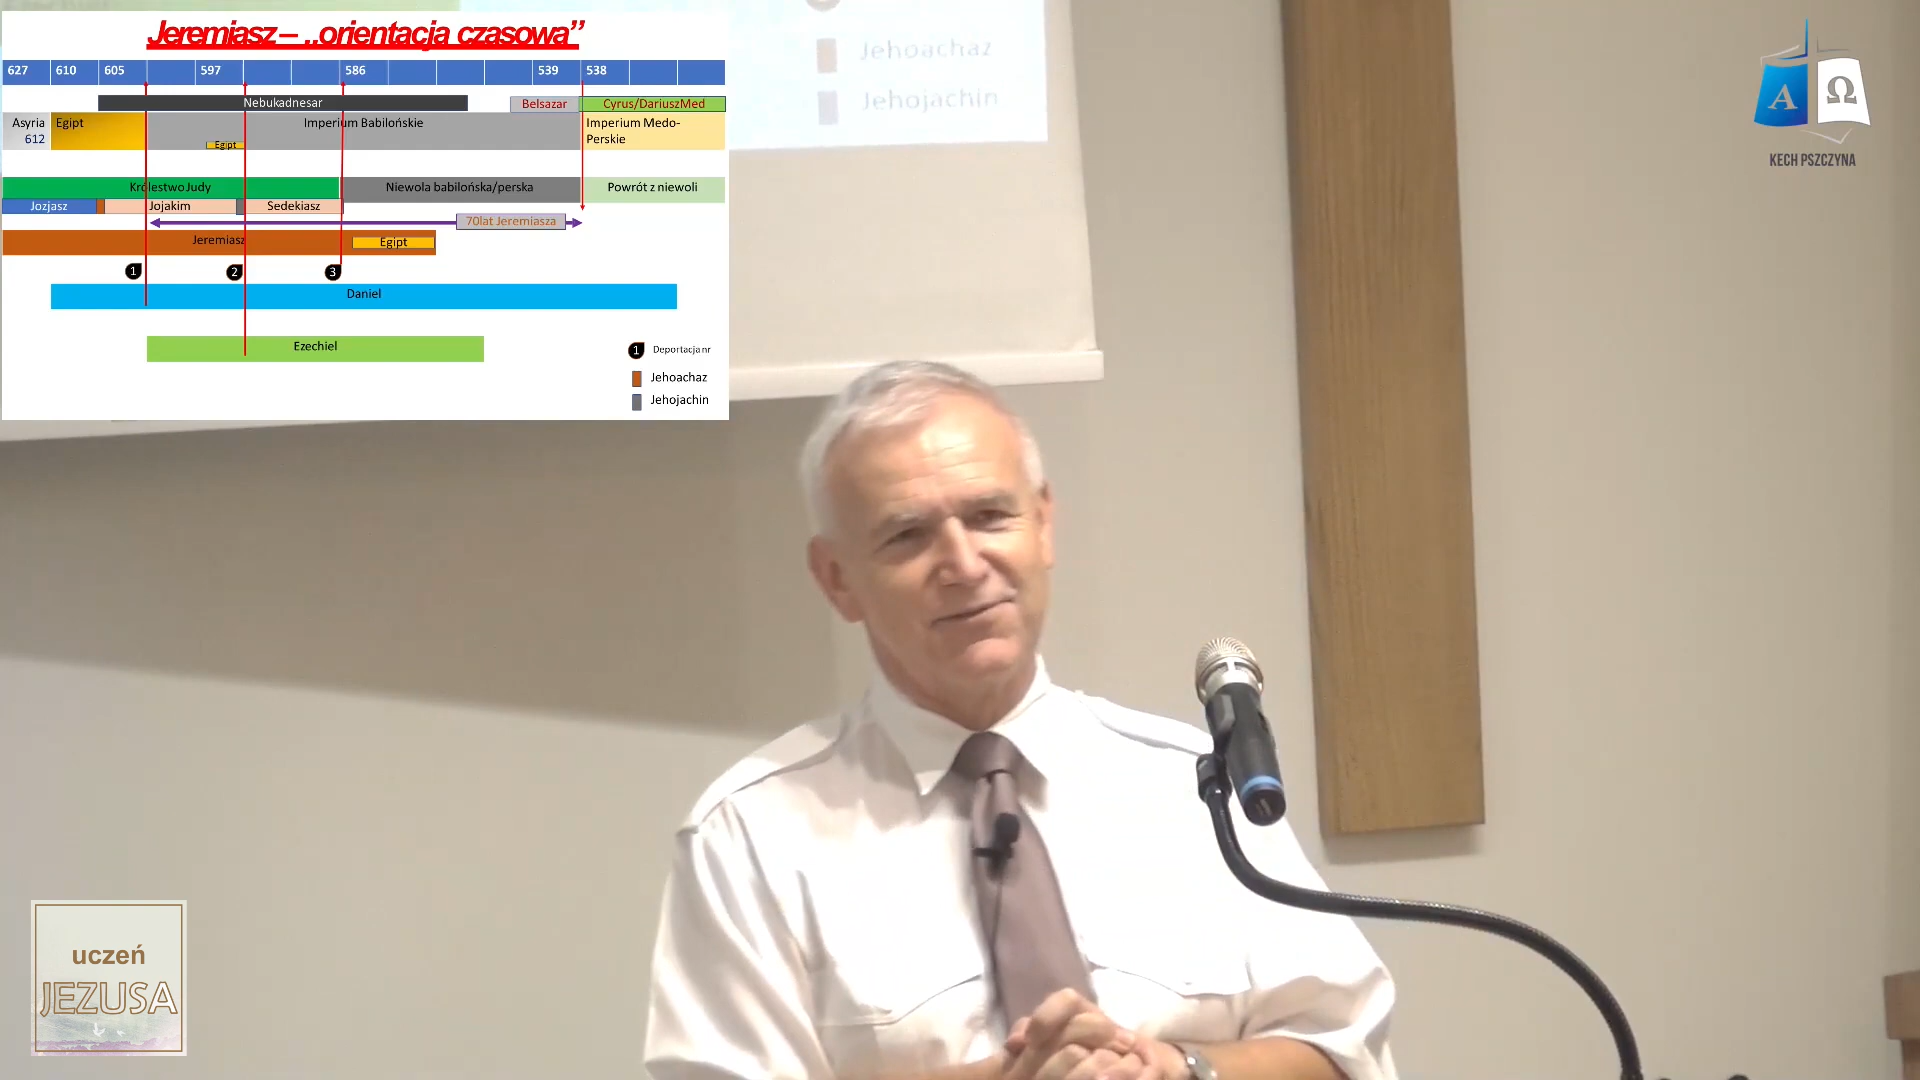 Jeremiasz – „orientacja czasowa”
627 610 605 597 586 539 538
Nebukadnesar Belsazar Cyrus/DariuszMed
Asyria 612
Egipt
Imperium Babilońskie
Egipt
Imperium Medo-
Perskie
Królestwo Judy Niewola babilońska/perska Powrót z niewoli
Jozjasz Jojakim Sedekiasz
70lat Jeremiasza
Jeremiasz Egipt
1 2 3
Daniel
Ezechiel
1 Deportacja nr
Jehoachaz
Jehojachin
Jehoachaz
Jehojachin
A Ω
KECH PSZCZYNA
uczeń
JEZUSA